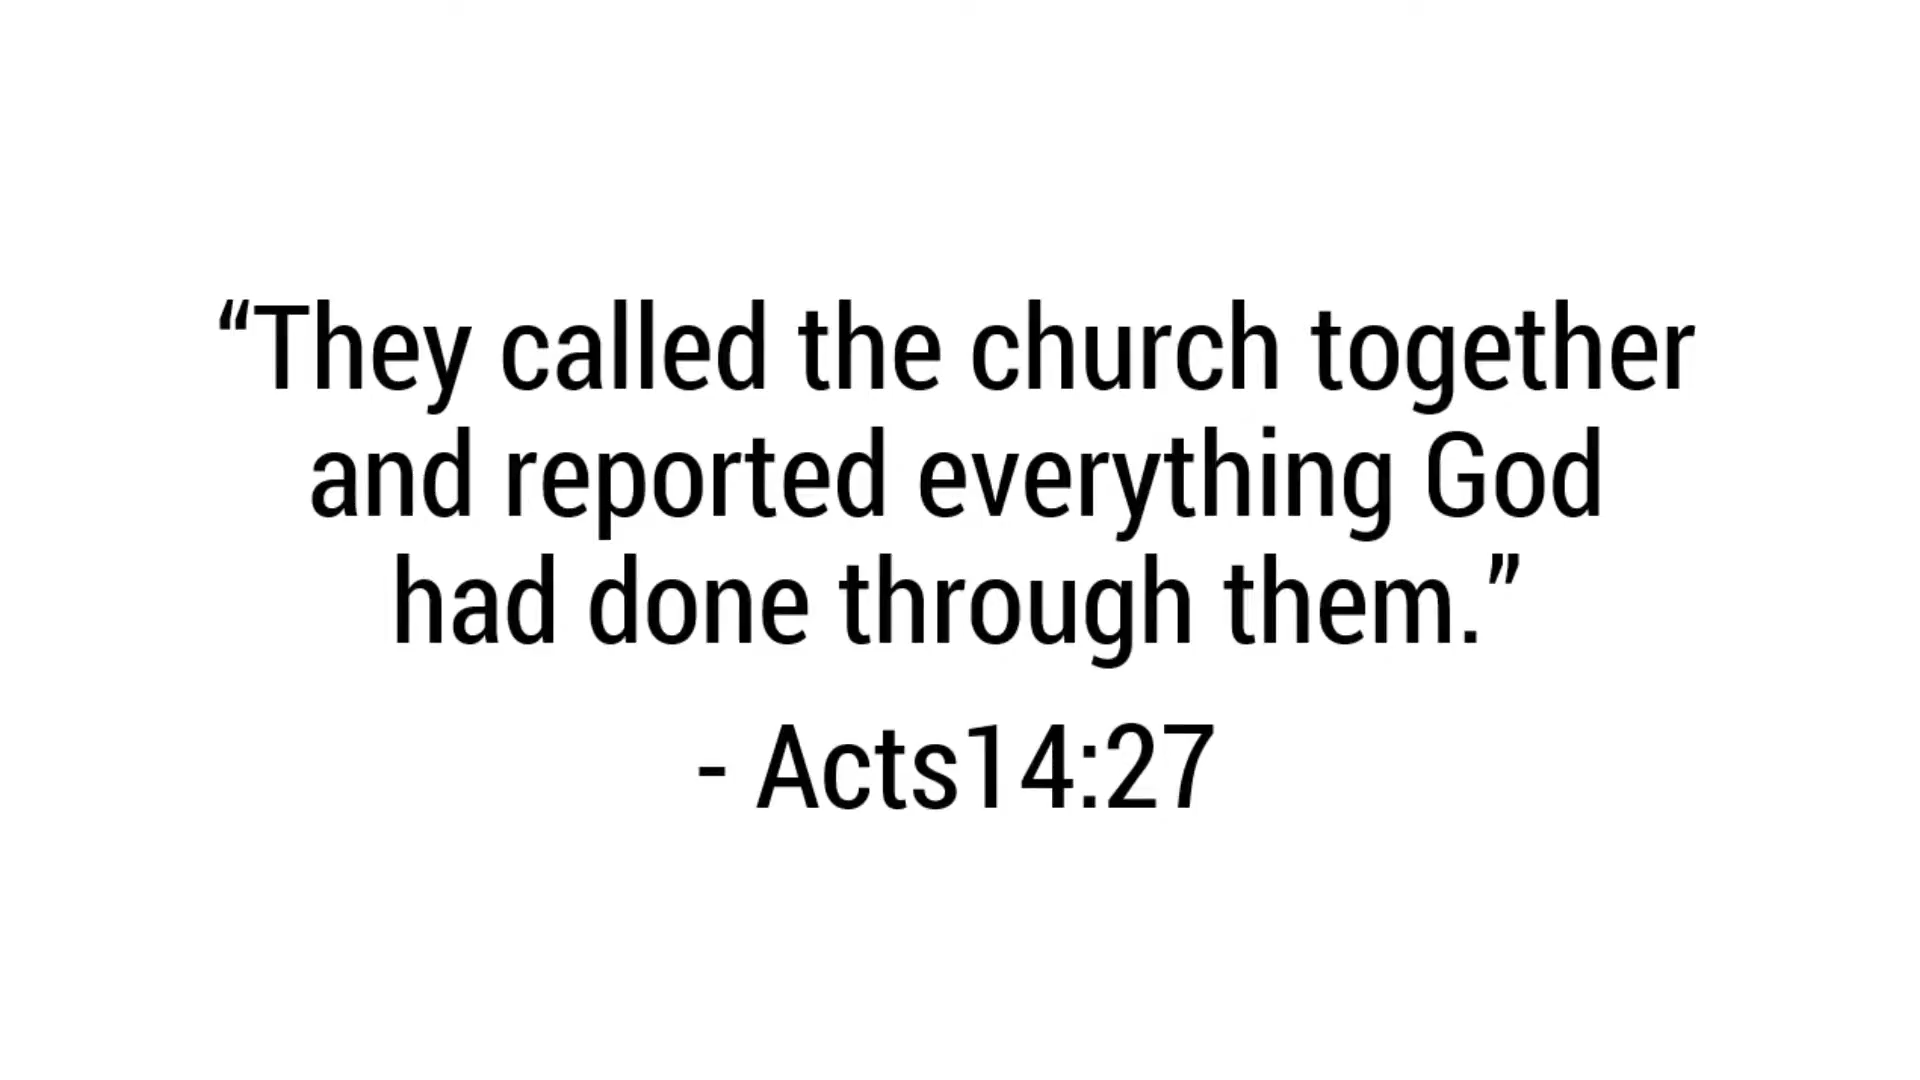 “They called the church together
and reported everything God
had done through them.”
- Acts14:27